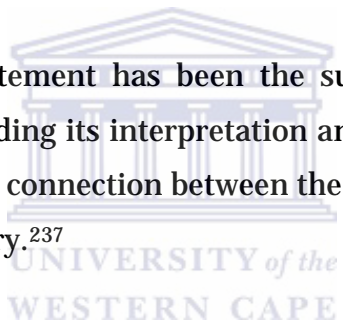 tement has been the su
ding its interpretation an
connection between the
ry.237
UNIVERSITY of the
WESTERN CAPE